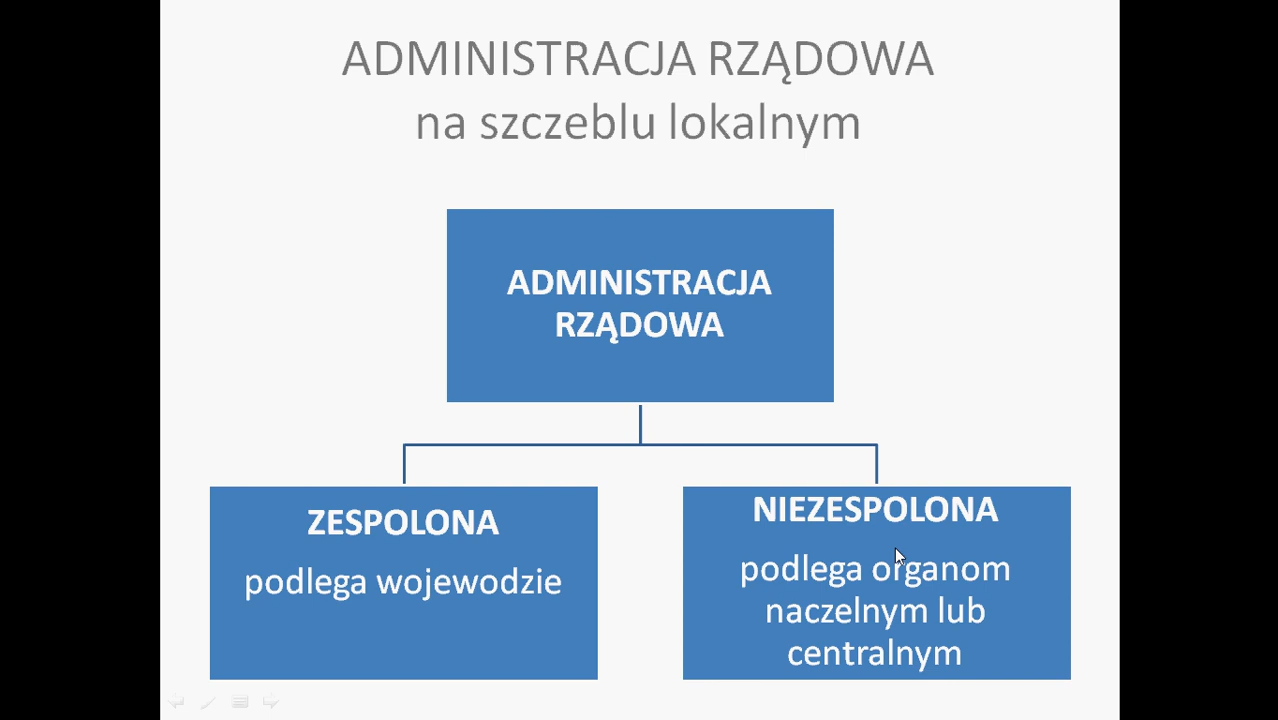 ADMINISTRACJA RZĄDOWA
na szczeblu lokalnym
ADMINISTRACJA
RZĄDOWA
ZESPOLONA
podlega wojewodzie
NIEZESPOLONA
podlega organom
naczelnym lub
centralnym